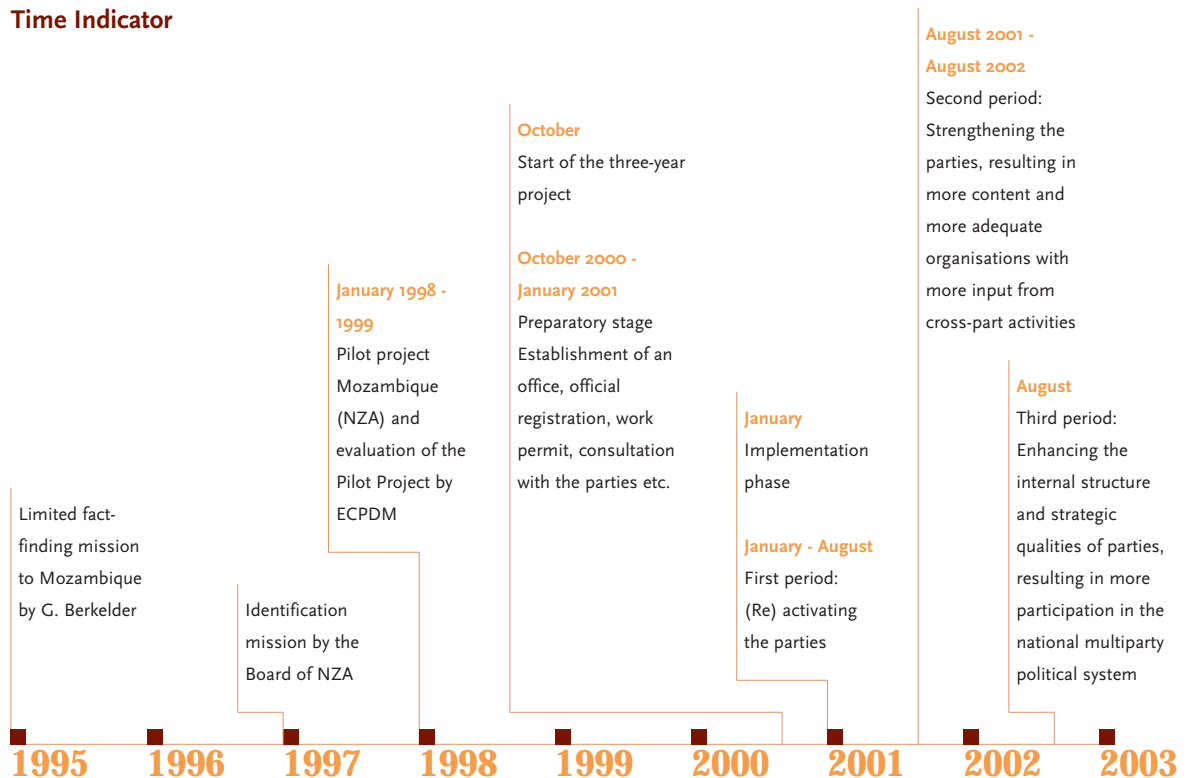 Time Indicator
Limited fact-
finding mission
to Mozambique
by G. Berkelder
Identification
mission by the
Board of NZA
January 1998 -
1999
Pilot project
Mozambique
(NZA) and
evaluation of the
Pilot Project by
ECPDM
October
Start of the three-year
project
October 2000 -
January 2001
Preparatory stage
Establishment of an
office, official
registration, work
permit, consultation
with the parties etc.
January
Implementation
phase
January - August
First period:
(Re) activating
the parties
August 2001 -
August 2002
Second period:
Strengthening the
parties, resulting in
more content and
more adequate
organisations with
more input from
cross-part activities
August
Third period:
Enhancing the
internal structure
and strategic
qualities of parties,
resulting in more
participation in the
national multiparty
political system
1995 1996 1997 1998 1999 2000 2001 2002 2003